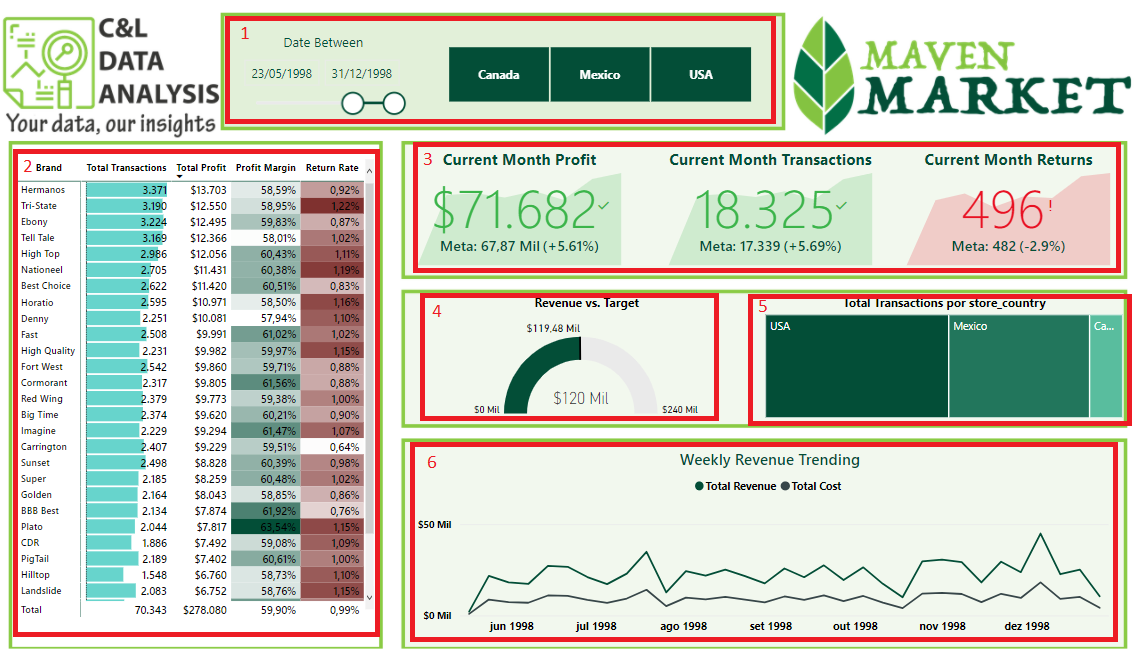 C&L
DATA
ANALYSIS
Your data, our insights
1
Date Between
23/05/1998 31/12/1998
Canada Mexico USA
MAVEN
MARKET
2 Brand Total Transactions Total Profit Profit Margin Return Rate
Hermanos 3.371 $13.703 58,59% 0,92%
Tri-State 3.190 $12.550 58,95% 1,22%
Ebony 3.224 $12.495 59,83% 0,87%
Tell Tale 3.169 $12.366 58,01% 1,02%
High Top 2.986 $12.056 60,43% 1,11%
Nationeel 2.705 $11.431 60,38% 1,19%
Best Choice 2.622 $11.420 60,51% 0,83%
Horatio 2.595 $10.971 58,50% 1,16%
Denny 2.251 $10.081 57,94% 1,10%
Fast 2.508 $9.991 61,02% 1,02%
High Quality 2.231 $9.982 59,97% 1,15%
Fort West 2.542 $9.860 59,71% 0,88%
Cormorant 2.317 $9.805 61,56% 0,88%
Red Wing 2.379 $9.773 59,38% 1,00%
Big Time 2.374 $9.620 60,21% 0,90%
Imagine 2.229 $9.294 61,47% 1,07%
Carrington 2.407 $9.229 59,51% 0,64%
Sunset 2.498 $8.828 60,39% 0,98%
Super 2.185 $8.259 60,48% 1,02%
Golden 2.164 $8.043 58,85% 0,86%
BBB Best 2.134 $7.874 61,92% 0,76%
Plato 2.044 $7.817 63,54% 1,15%
CDR 1.886 $7.492 59,08% 1,09%
PigTail 2.189 $7.402 60,61% 1,00%
Hilltop 1.548 $6.760 58,73% 1,10%
Landslide 2.083 $6.752 58,76% 1,15%
Total 70.343 $278.080 59,90% 0,99%
3 Current Month Profit Current Month Transactions Current Month Returns
$71.682 18.325 496!
Meta: 67,87 Mil (+5.61%) Meta: 17.339 (+5.69%) Meta: 482 (-2.9%)
4 Revenue vs. Target
$119,48 Mil
$120 Mil
$0 Mil $240 Mil
5 Total Transactions por store_country
USA Mexico Ca...
6 Weekly Revenue Trending
Total Revenue Total Cost
$50 Mil
$0 Mil
jun 1998 jul 1998 ago 1998 set 1998 out 1998 nov 1998 dez 1998